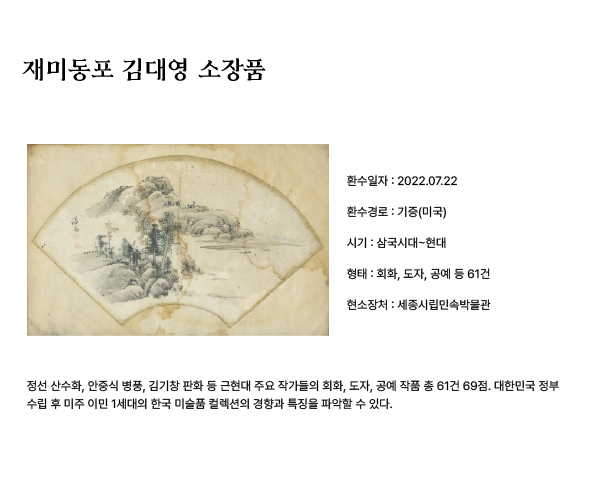 재미동포 김대영 소장품
환수일자 : 2022.07.22
환수경로 : 기증(미국)
시기 : 삼국시대~현대
형태 : 회화, 도자, 공예 등 61건
현소장처 : 세종시립민속박물관
정선 산수화, 안중식 병풍, 김기창 판화 등 근현대 주요 작가들의 회화, 도자, 공예 작품 총 61건 69점. 대한민국 정부
수립 후 미주 이민 1세대의 한국 미술품 컬렉션의 경향과 특징을 파악할 수 있다.